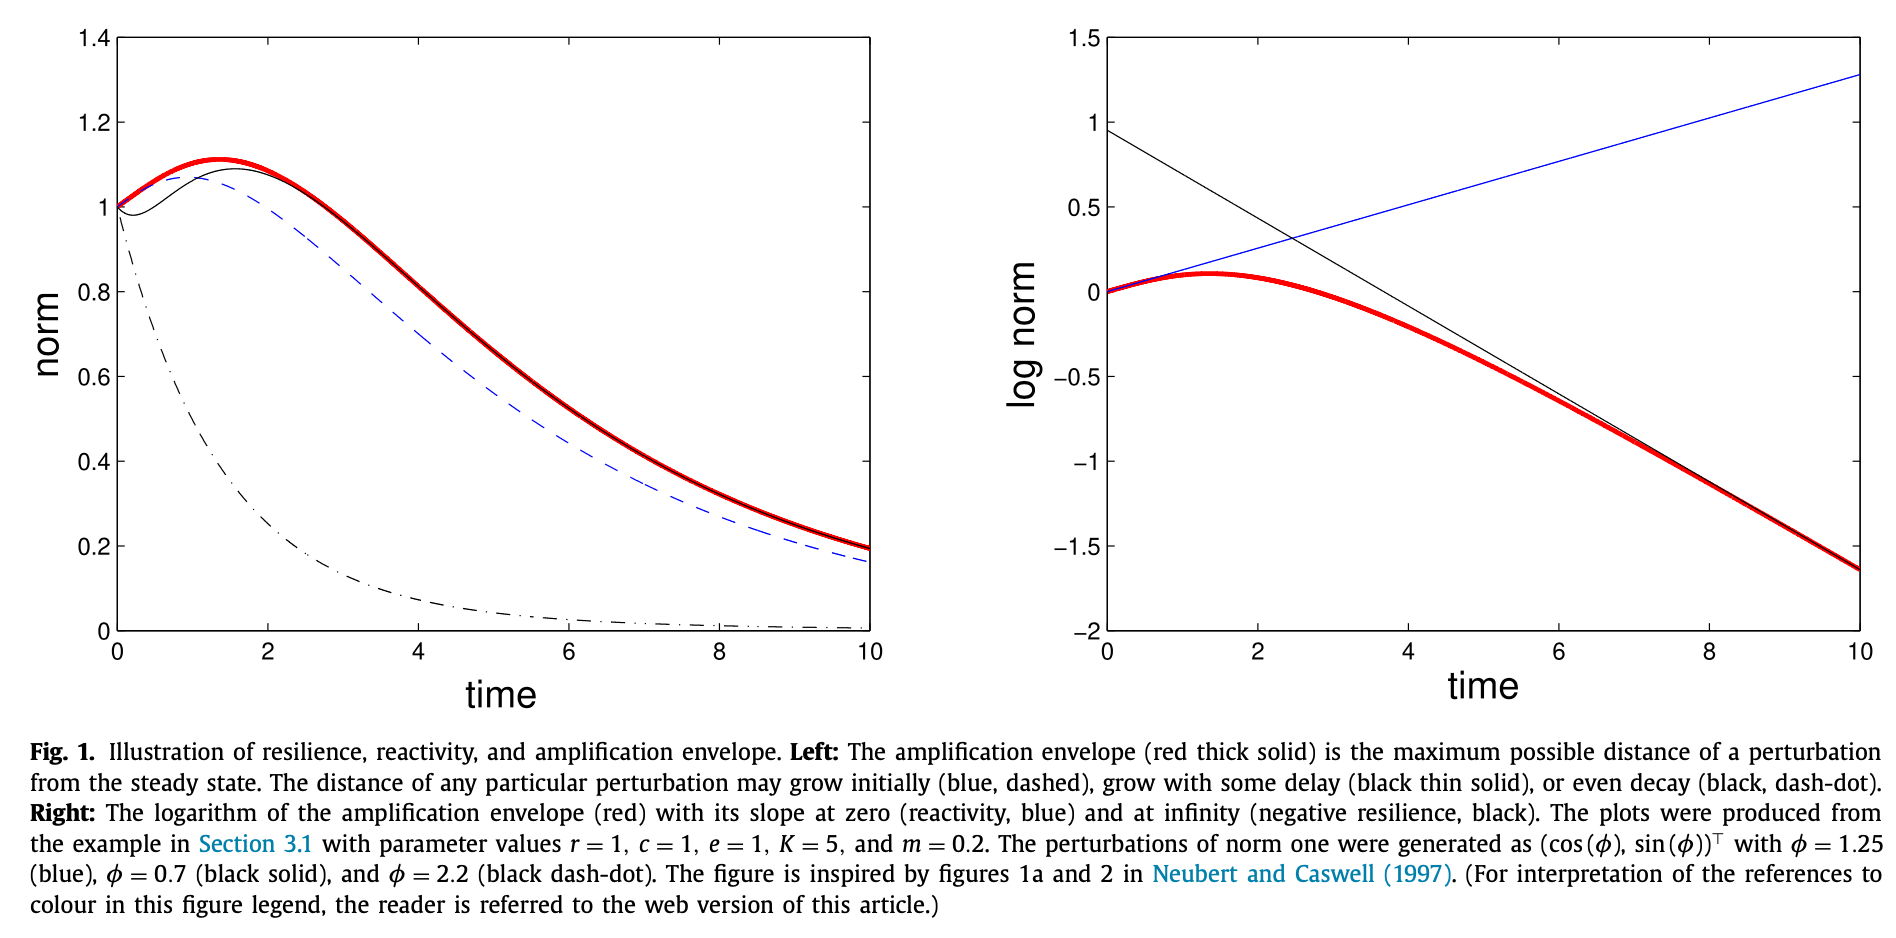 1.4
1.2
1
0.8
0.6
0.4
0.2
0
0 2 4 6 8 10
norm
time
1.5
1
0.5
0
−0.5
−1
−1.5
−2
0 2 4 6 8 10
log norm
time
Fig. 1. Illustration of resilience, reactivity, and amplification envelope. Left: The amplification envelope (red thick solid) is the maximum possible distance of a perturbation
from the steady state. The distance of any particular perturbation may grow initially (blue, dashed), grow with some delay (black thin solid), or even decay (black, dash-dot).
Right: The logarithm of the amplification envelope (red) with its slope at zero (reactivity, blue) and at infinity (negative resilience, black). The plots were produced from
the example in Section 3.1 with parameter values r = 1, c = 1, e = 1, K = 5, and m = 0.2. The perturbations of norm one were generated as (cos(ϕ), sin(ϕ))⊤ with ϕ = 1.25
(blue), ϕ = 0.7 (black solid), and ϕ = 2.2 (black dash-dot). The figure is inspired by figures 1a and 2 in Neubert and Caswell (1997). (For interpretation of the references to
colour in this figure legend, the reader is referred to the web version of this article.)